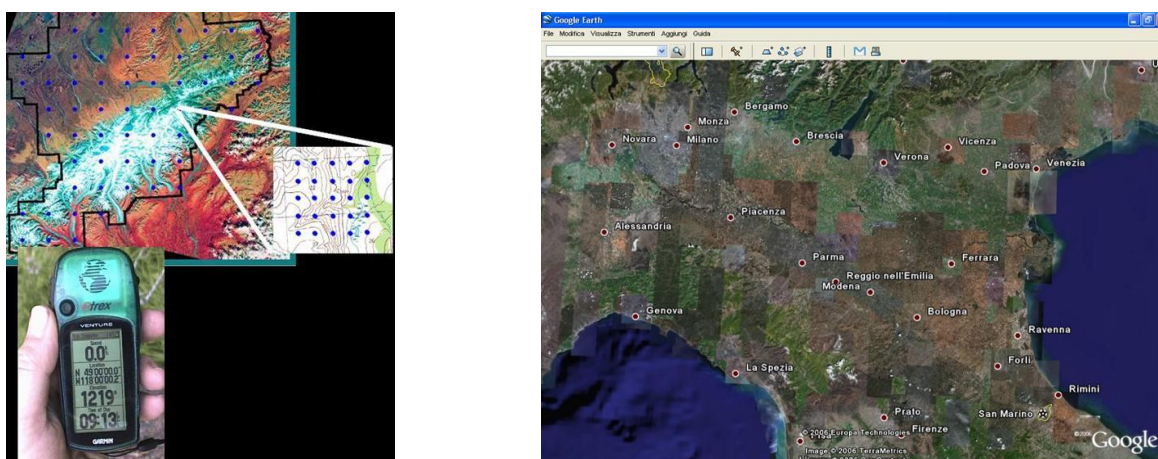 etrex
VENTURE
Speed
0.0
Location
N 49°00'00.0"
W118°00'00.2"
Elevation
1219
Time of Day
09:13
GARMIN
Google Earth
File Modifica Visualizza Strumenti Aggiungi Guida
Bergamo
Monza
Novara
Milano
Brescia
Vicenza
Verona
Padova
Venezia
Piacenza
Alessandria
Parma
Ferrara
Reggio nell'Emilia
Modena
Genova
Bologna
Ravenna
La Spezia
Forlì
Rimini
Prato
San Marino
Firenze
© 2006 Europa Technologies
Image © 2006 TerraMetrics
©2006 Google